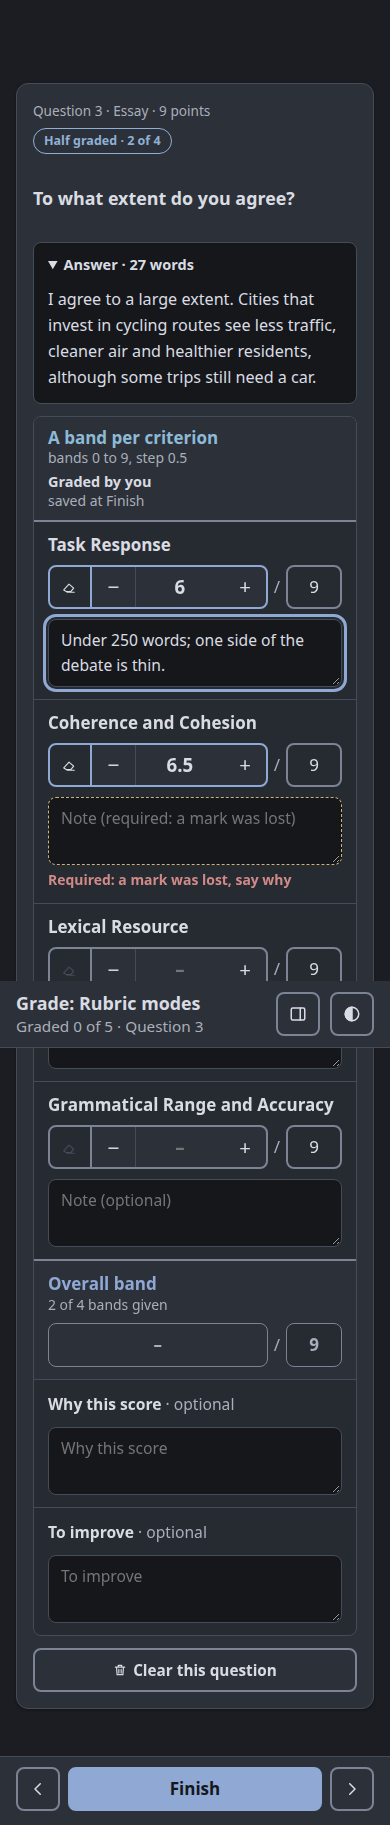 Question 3 · Essay · 9 points
Half graded · 2 of 4
To what extent do you agree?
▼ Answer · 27 words
I agree to a large extent. Cities that
invest in cycling routes see less traffic,
cleaner air and healthier residents,
although some trips still need a car.
A band per criterion
bands 0 to 9, step 0.5
Graded by you
saved at Finish
Task Response
− 6 + / 9
Under 250 words; one side of the
debate is thin.
Coherence and Cohesion
− 6.5 + / 9
Note (required: a mark was lost)
Required: a mark was lost, say why
Lexical Resource
− – + / 9
Grade: Rubric modes
Graded 0 of 5 · Question 3
Grammatical Range and Accuracy
− – + / 9
Note (optional)
Overall band
2 of 4 bands given
– / 9
Why this score · optional
Why this score
To improve · optional
To improve
Clear this question
Finish